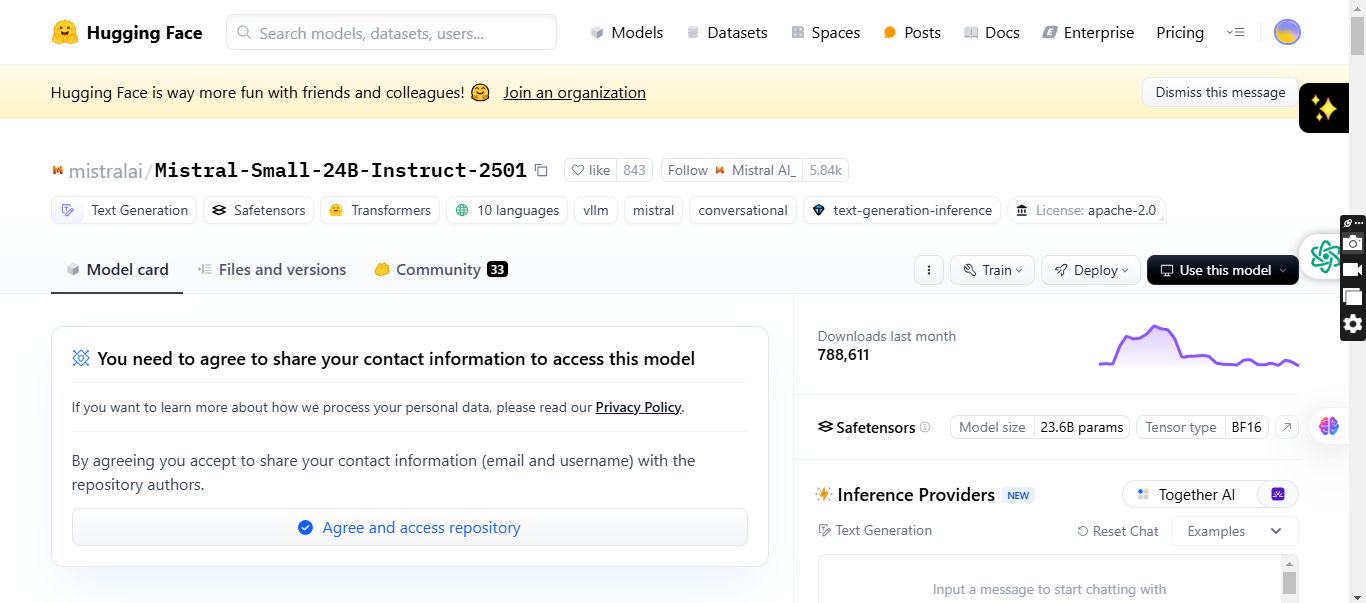 Hugging Face
Search models, datasets, users...
Models
Datasets
Spaces
Posts
Docs
Enterprise
Pricing
Hugging Face is way more fun with friends and colleagues! 🤗 Join an organization
Dismiss this message
mistralai/Mistral-Small-24B-Instruct-2501
like 843
Follow Mistral AI_ 5.84k
Text Generation
Safetensors
Transformers
10 languages
vllm
mistral
conversational
text-generation-inference
License: apache-2.0
Model card
Files and versions
Community 33
Train
Deploy
Use this model
You need to agree to share your contact information to access this model
If you want to learn more about how we process your personal data, please read our Privacy Policy.
By agreeing you accept to share your contact information (email and username) with the
repository authors.
Agree and access repository
Downloads last month
788,611
Safetensors
Model size 23.6B params
Tensor type BF16
Inference Providers NEW
Together AI
Text Generation
Reset Chat
Examples
Input a message to start chatting with